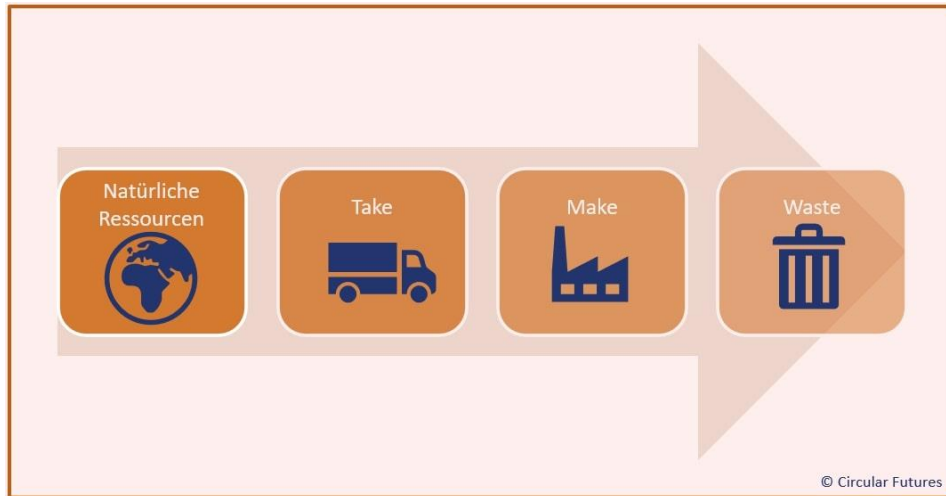 Natürliche
Ressourcen
Take
Make
Waste
© Circular Futures